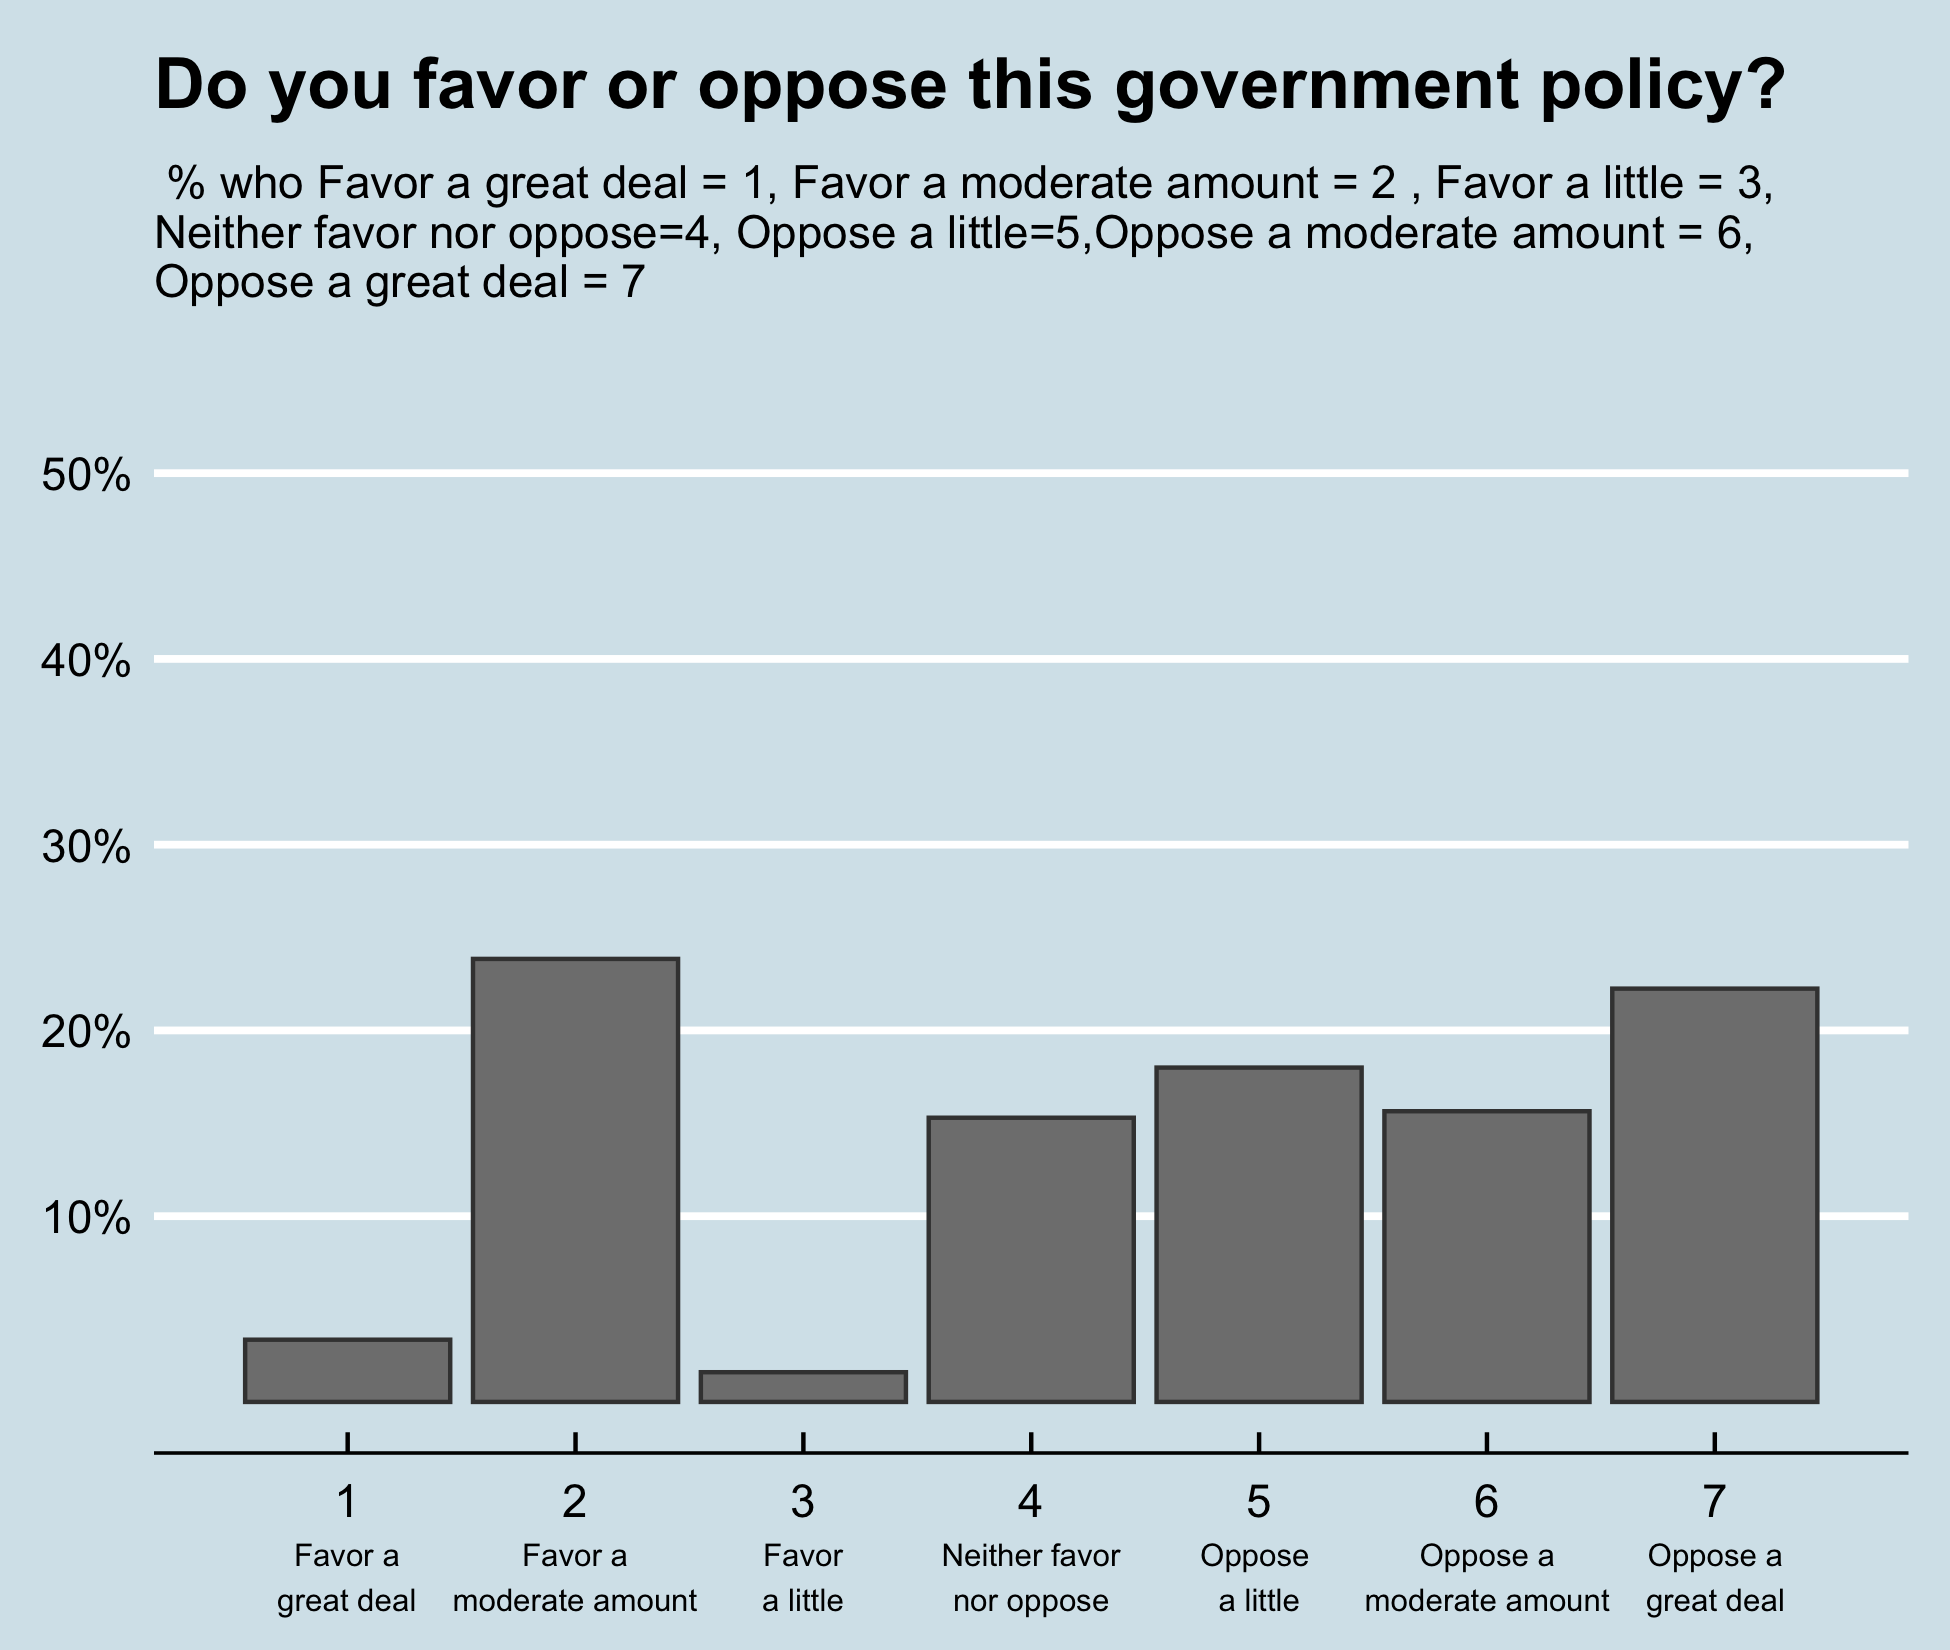 Do you favor or oppose this government policy?
% who Favor a great deal = 1, Favor a moderate amount = 2 , Favor a little = 3,
Neither favor nor oppose=4, Oppose a little=5,Oppose a moderate amount = 6,
Oppose a great deal = 7
50%
40%
30%
20%
10%
1 2 3 4 5 6 7
Favor a Favor a Favor Neither favor Oppose Oppose a Oppose a
great deal moderate amount a little nor oppose a little moderate amount great deal